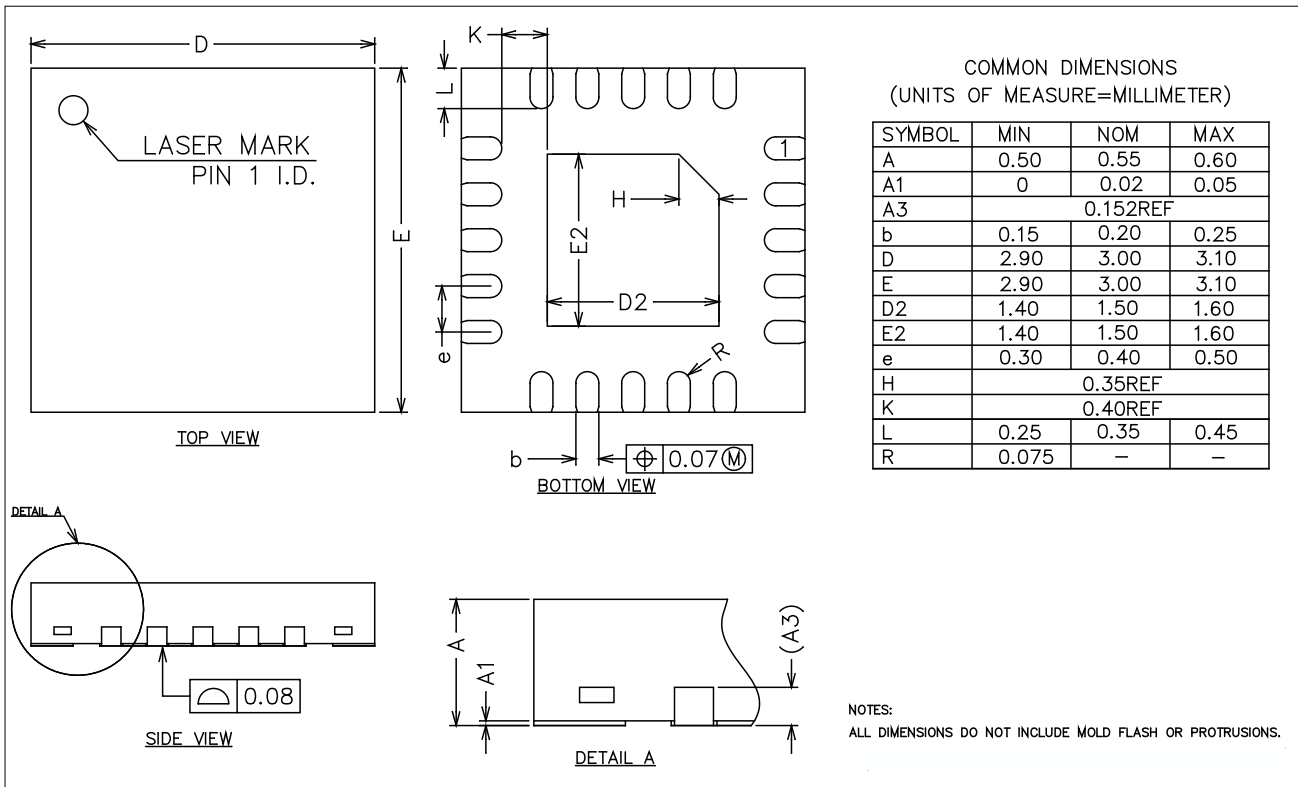 D
LASER MARK
PIN 1 I.D.
E
TOP VIEW
K
L
1
H
E2
D2
e
R
b
0.07 Ⓜ
BOTTOM VIEW
COMMON DIMENSIONS
(UNITS OF MEASURE=MILLIMETER)
SYMBOL MIN NOM MAX
A 0.50 0.55 0.60
A1 0 0.02 0.05
A3 0.152REF
b 0.15 0.20 0.25
D 2.90 3.00 3.10
E 2.90 3.00 3.10
D2 1.40 1.50 1.60
E2 1.40 1.50 1.60
e 0.30 0.40 0.50
H 0.35REF
K 0.40REF
L 0.25 0.35 0.45
R 0.075 – –
DETAIL A
0.08
SIDE VIEW
A
A1
(A3)
DETAIL A
NOTES:
ALL DIMENSIONS DO NOT INCLUDE MOLD FLASH OR PROTRUSIONS.